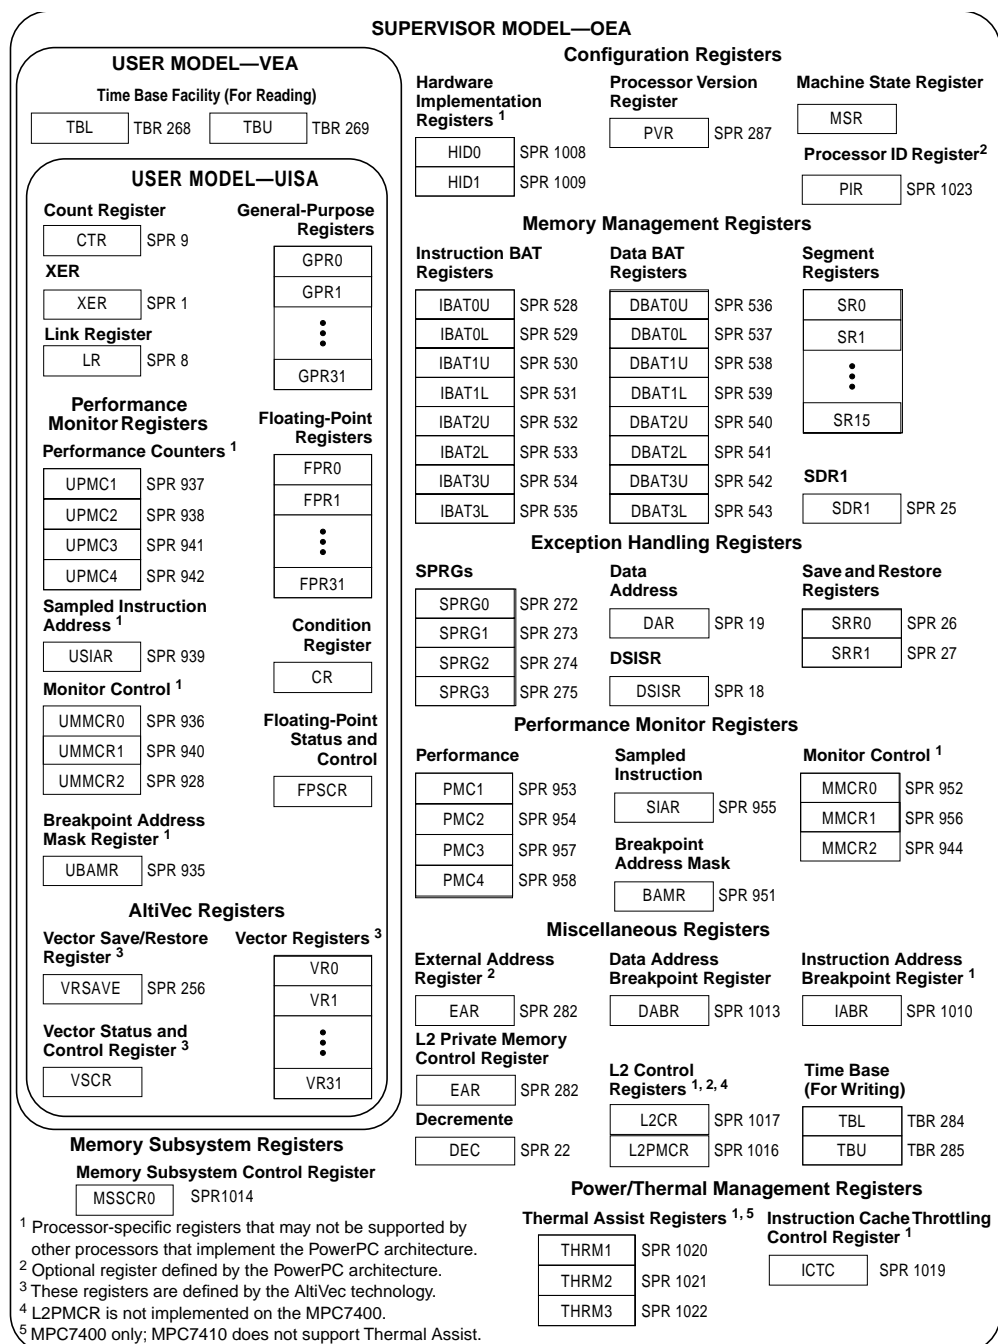 SUPERVISOR MODEL—OEA
USER MODEL—VEA
Time Base Facility (For Reading)
TBL TBR 268 TBU TBR 269
USER MODEL—UISA
Count Register
CTR SPR 9
XER
XER SPR 1
Link Register
LR SPR 8
Performance
Monitor Registers
Performance Counters 1
UPMC1 SPR 937
UPMC2 SPR 938
UPMC3 SPR 941
UPMC4 SPR 942
Sampled Instruction
Address 1
USIAR SPR 939
Monitor Control 1
UMMCR0 SPR 936
UMMCR1 SPR 940
UMMCR2 SPR 928
Breakpoint Address
Mask Register 1
UBAMR SPR 935
General-Purpose
Registers
GPR0
GPR1
GPR31
Floating-Point
Registers
FPR0
FPR1
FPR31
Condition
Register
CR
Floating-Point
Status and
Control
FPSCR
AltiVec Registers
Vector Save/Restore
Register 3
VRSAVE SPR 256
Vector Status and
Control Register 3
VSCR
Vector Registers 3
VR0
VR1
VR31
Memory Subsystem Registers
Memory Subsystem Control Register
MSSCR0 SPR1014
Configuration Registers
Hardware
Implementation
Registers 1
HID0 SPR 1008
HID1 SPR 1009
Processor Version
Register
PVR SPR 287
Machine State Register
MSR
Processor ID Register2
PIR SPR 1023
Memory Management Registers
Instruction BAT
Registers
IBAT0U SPR 528
IBAT0L SPR 529
IBAT1U SPR 530
IBAT1L SPR 531
IBAT2U SPR 532
IBAT2L SPR 533
IBAT3U SPR 534
IBAT3L SPR 535
Data BAT
Registers
DBAT0U SPR 536
DBAT0L SPR 537
DBAT1U SPR 538
DBAT1L SPR 539
DBAT2U SPR 540
DBAT2L SPR 541
DBAT3U SPR 542
DBAT3L SPR 543
Segment
Registers
SR0
SR1
SR15
SDR1
SDR1 SPR 25
Exception Handling Registers
SPRGs
SPRG0 SPR 272
SPRG1 SPR 273
SPRG2 SPR 274
SPRG3 SPR 275
Data
Address
DAR SPR 19
DSISR
DSISR SPR 18
Save and Restore
Registers
SRR0 SPR 26
SRR1 SPR 27
Performance Monitor Registers
Performance
PMC1 SPR 953
PMC2 SPR 954
PMC3 SPR 957
PMC4 SPR 958
Sampled
Instruction
SIAR SPR 955
Breakpoint
Address Mask
BAMR SPR 951
Monitor Control 1
MMCR0 SPR 952
MMCR1 SPR 956
MMCR2 SPR 944
Miscellaneous Registers
External Address
Register 2
EAR SPR 282
L2 Private Memory
Control Register
EAR SPR 282
Decremente
DEC SPR 22
Data Address
Breakpoint Register
DABR SPR 1013
L2 Control
Registers 1, 2, 4
L2CR SPR 1017
L2PMCR SPR 1016
Instruction Address
Breakpoint Register 1
IABR SPR 1010
Time Base
(For Writing)
TBL TBR 284
TBU TBR 285
Power/Thermal Management Registers
Thermal Assist Registers 1, 5
THRM1 SPR 1020
THRM2 SPR 1021
THRM3 SPR 1022
Instruction Cache Throttling
Control Register 1
ICTC SPR 1019
1 Processor-specific registers that may not be supported by
other processors that implement the PowerPC architecture.
2 Optional register defined by the PowerPC architecture.
3 These registers are defined by the AltiVec technology.
4 L2PMCR is not implemented on the MPC7400.
5 MPC7400 only; MPC7410 does not support Thermal Assist.